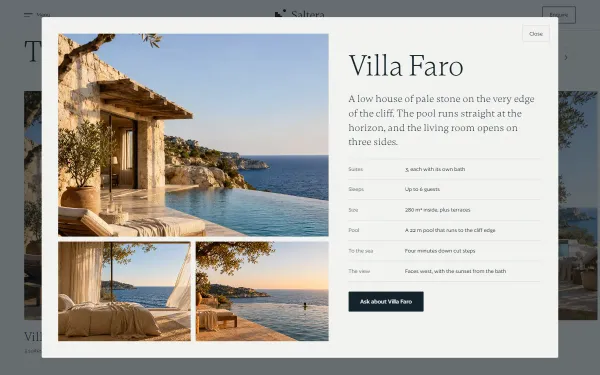 Saltera
Enquire
Close
Villa Faro
A low house of pale stone on the very edge
of the cliff. The pool runs straight at the
horizon, and the living room opens on
three sides.
Suites
3, each with its own bath
Sleeps
Up to 6 guests
Size
280 m² inside, plus terraces
Pool
A 22 m pool that runs to the cliff edge
To the sea
Four minutes down cut steps
The view
Faces west, with the sunset from the bath
Ask about Villa Faro